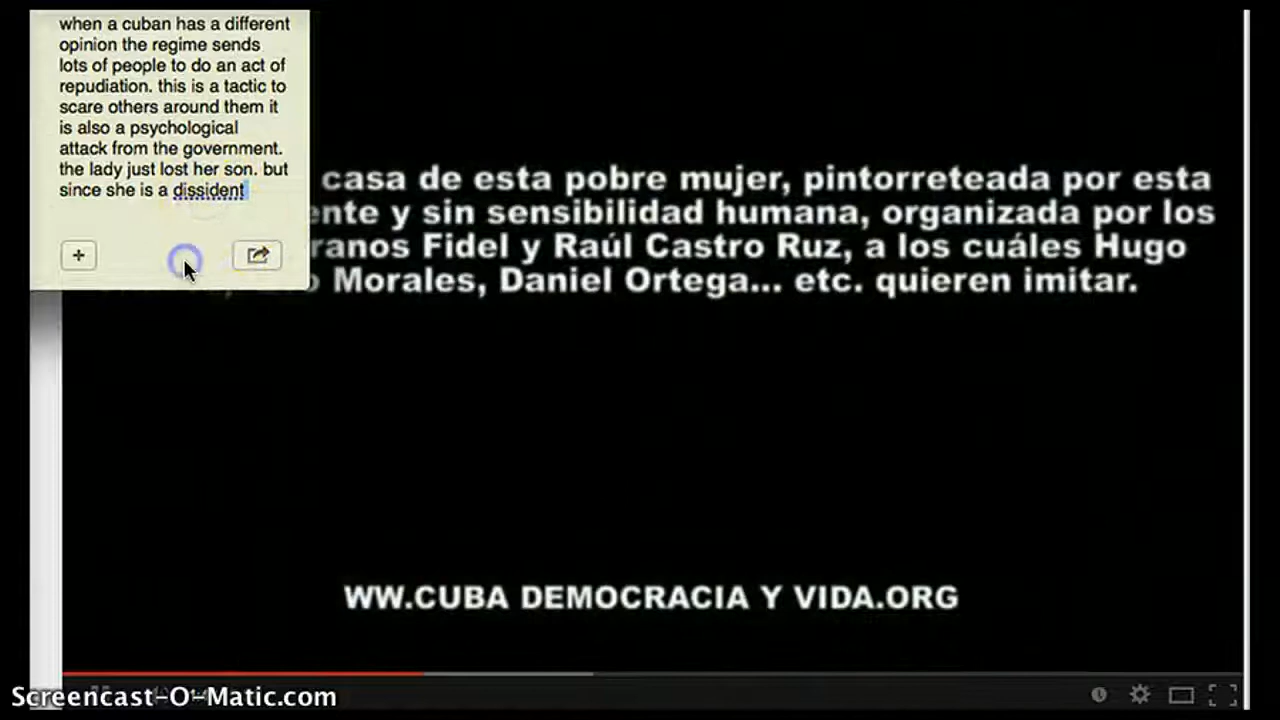 when a cuban has a different
opinion the regime sends
lots of people to do an act of
repudiation. this is a tactic to
scare others around them it
is also a psychological
attack from the government.
the lady just lost her son. but
since she is a dissident
casa de esta pobre mujer, pintorreteada por esta
ente y sin sensibilidad humana, organizada por los
ranos Fidel y Raúl Castro Ruz, a los cuáles Hugo
o Morales, Daniel Ortega... etc. quieren imitar.
WW.CUBA DEMOCRACIA Y VIDA.ORG
Screencast-O-Matic.com